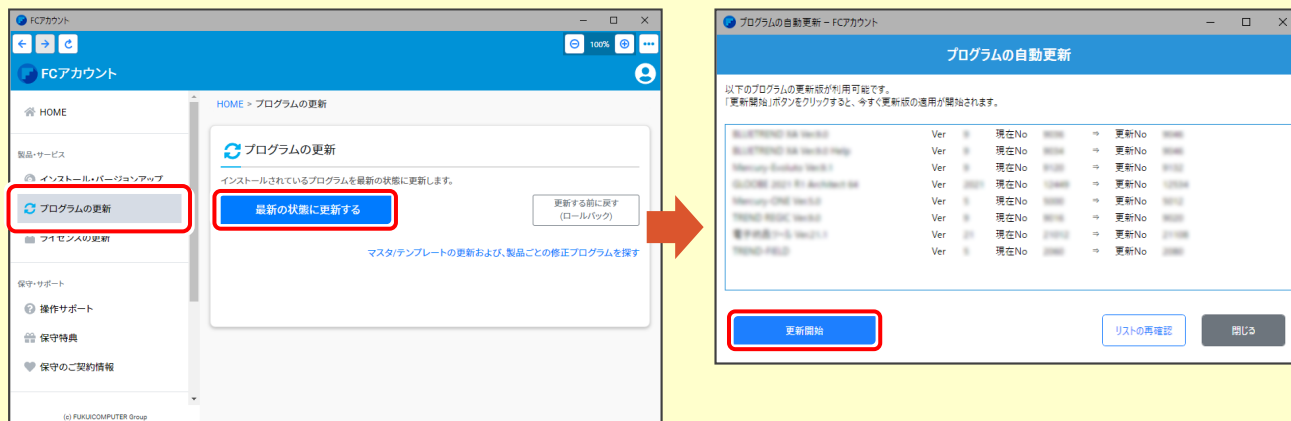 FCアカウント
100%
FCアカウント
HOME
製品・サービス
インストール・バージョンアップ
プログラムの更新
ライセンスの更新
保守・サポート
操作サポート
保守特典
保守のご契約情報
(c) FUKUICOMPUTER Group
HOME > プログラムの更新
プログラムの更新
インストールされているプログラムを最新の状態に更新します。
最新の状態に更新する
更新する前に戻す
(ロールバック)
マスタ/テンプレートの更新および、製品ごとの修正プログラムを探す
プログラムの自動更新 – FCアカウント
プログラムの自動更新
以下のプログラムの更新版が利用可能です。
「更新開始」ボタンをクリックすると、今すぐ更新版の適用が開始されます。
Ver 現在No ⇒ 更新No
Ver 現在No ⇒ 更新No
Ver 現在No ⇒ 更新No
Ver 現在No ⇒ 更新No
Ver 現在No ⇒ 更新No
Ver 現在No ⇒ 更新No
Ver 現在No ⇒ 更新No
Ver 現在No ⇒ 更新No
更新開始
リストの再確認
閉じる